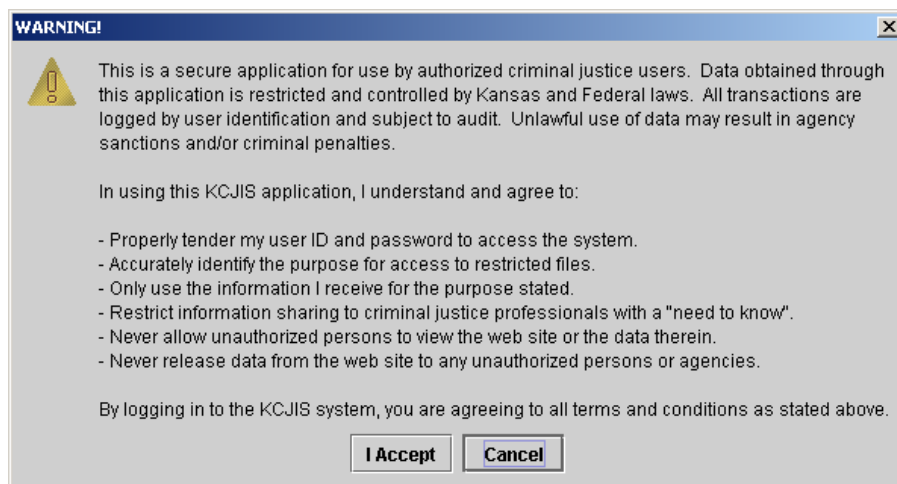 WARNING!
This is a secure application for use by authorized criminal justice users.  Data obtained through
this application is restricted and controlled by Kansas and Federal laws.  All transactions are
logged by user identification and subject to audit.  Unlawful use of data may result in agency
sanctions and/or criminal penalties.
In using this KCJIS application, I understand and agree to:
- Properly tender my user ID and password to access the system.
- Accurately identify the purpose for access to restricted files.
- Only use the information I receive for the purpose stated.
- Restrict information sharing to criminal justice professionals with a "need to know".
- Never allow unauthorized persons to view the web site or the data therein.
- Never release data from the web site to any unauthorized persons or agencies.
By logging in to the KCJIS system, you are agreeing to all terms and conditions as stated above.
I Accept Cancel